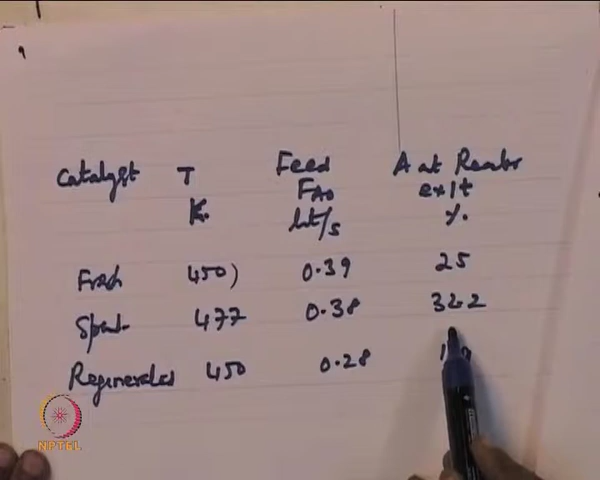 Catalyst T Feed A at Reactor
K. FA0 exit
lit/s %.
Fresh 450) 0.39 25
Spent 477 0.38 32.2
Regenerated 450 0.28
NPTEL